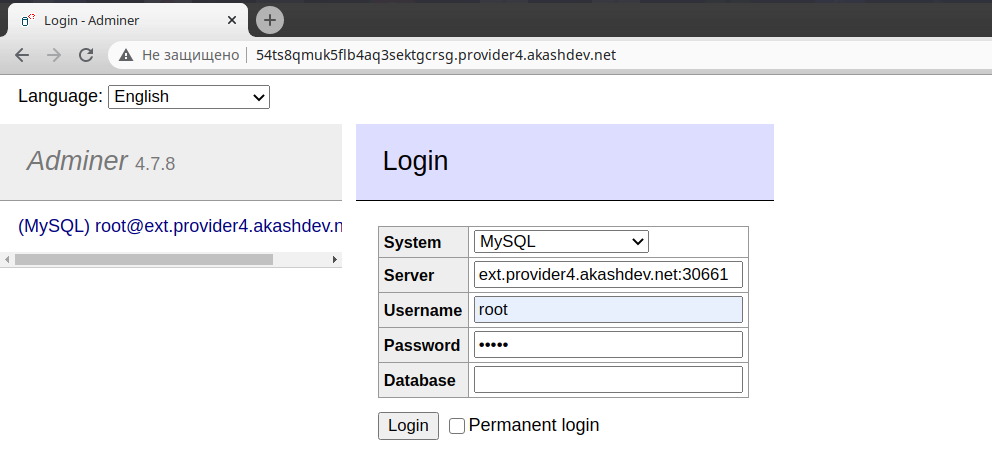 Login - Adminer
Не защищено 54ts8qmuk5flb4aq3sektgcrsg.provider4.akashdev.net
Language: English
Adminer 4.7.8
Login
(MySQL) root@ext.provider4.akashdev.n
System MySQL
Server ext.provider4.akashdev.net:30661
Username root
Password •••••
Database
Login Permanent login